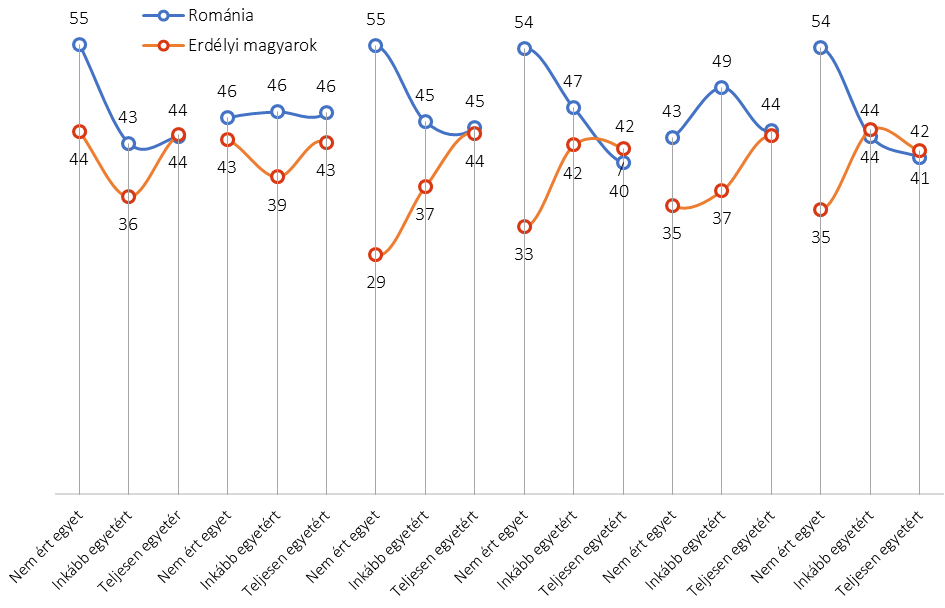 Románia
Erdélyi magyarok
55
43
44
44
36
44
46
46
46
43
39
43
55
45
45
29
37
44
54
47
42
33
42
40
43
49
44
35
37
54
44
42
35
44
41
Nem ért egyet
Inkább egyetért
Teljesen egyetér
Nem ért egyet
Inkább egyetért
Teljesen egyetért
Nem ért egyet
Inkább egyetért
Teljesen egyetért
Nem ért egyet
Inkább egyetért
Teljesen egyetért
Nem ért egyet
Inkább egyetért
Teljesen egyetért
Nem ért egyet
Inkább egyetért
Teljesen egyetért